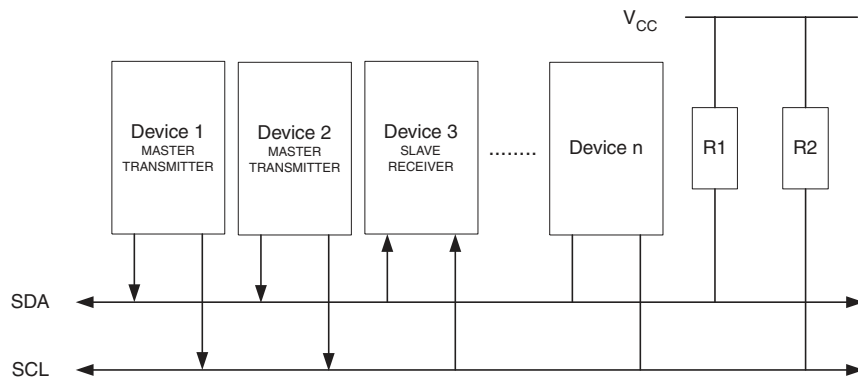 VCC
Device 1
MASTER
TRANSMITTER
Device 2
MASTER
TRANSMITTER
Device 3
SLAVE
RECEIVER
........
Device n
R1
R2
SDA
SCL